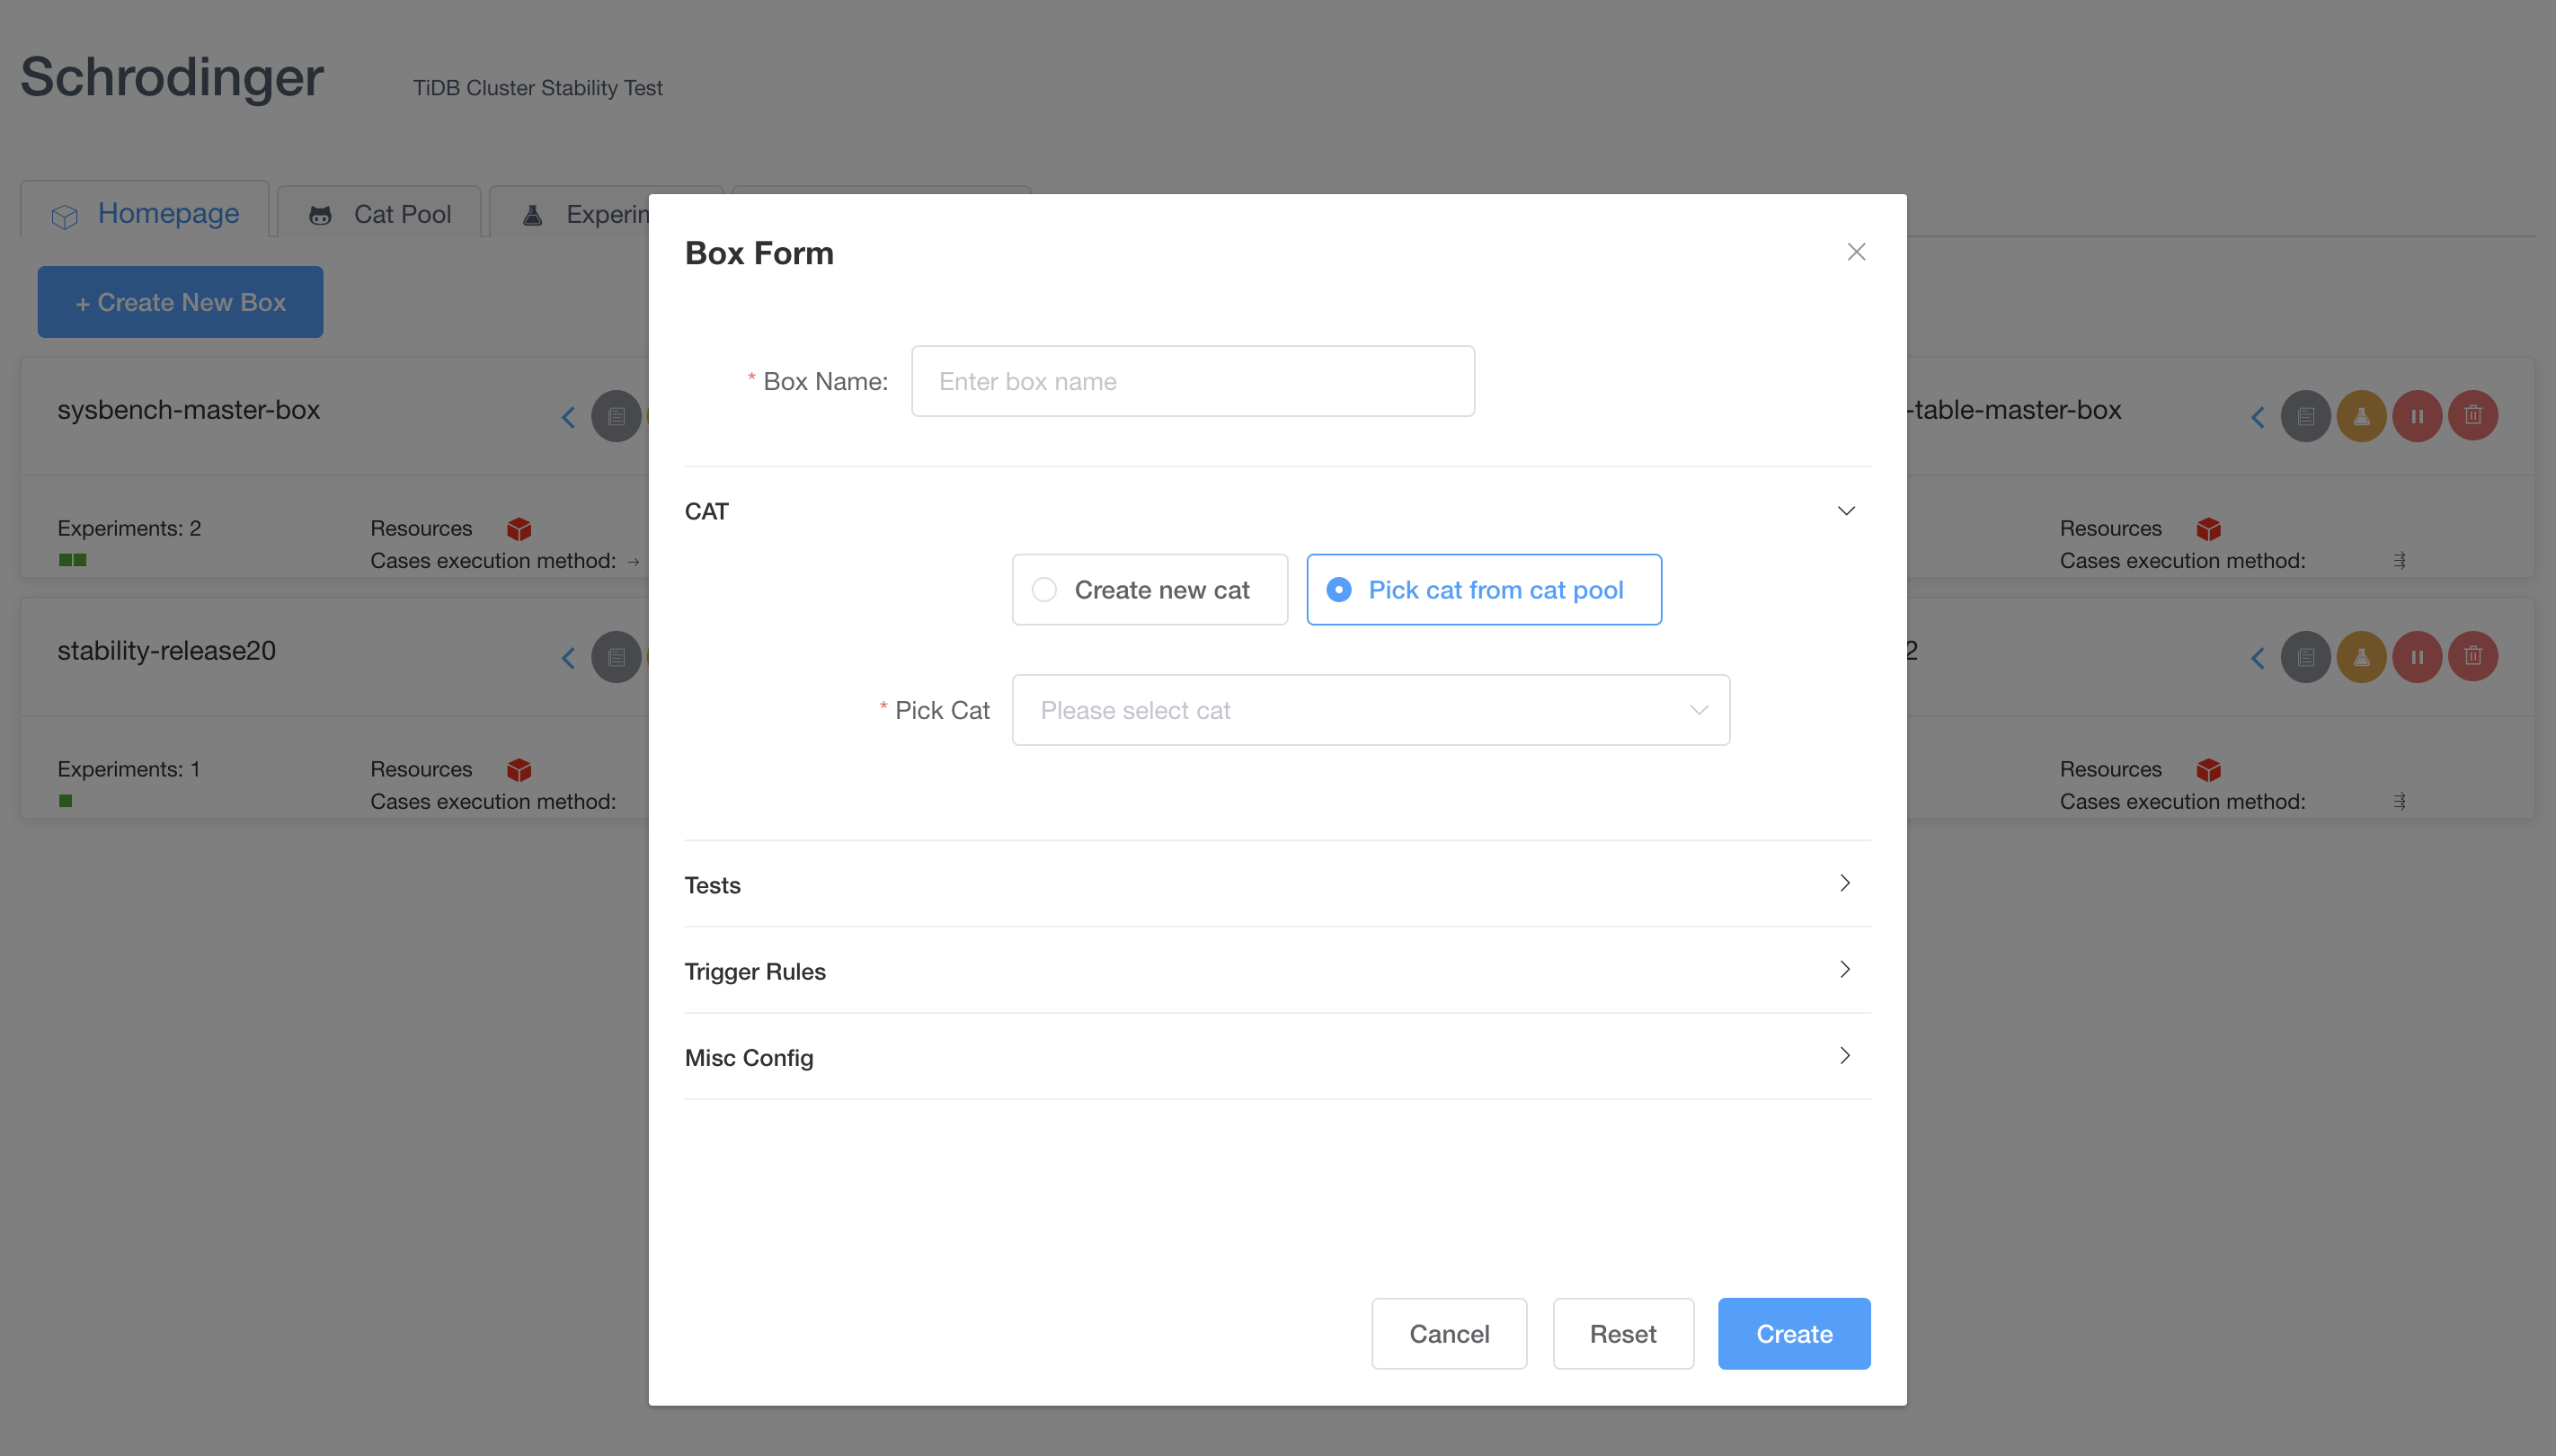 Schrodinger
TiDB Cluster Stability Test
Homepage
Cat Pool
Experim
+ Create New Box
sysbench-master-box
Experiments: 2
Resources
Cases execution method: →
stability-release20
Experiments: 1
Resources
Cases execution method:
Box Form
* Box Name:
Enter box name
CAT
Create new cat
Pick cat from cat pool
* Pick Cat
Please select cat
Tests
Trigger Rules
Misc Config
Cancel
Reset
Create
-table-master-box
Resources
Cases execution method:
2
Resources
Cases execution method: